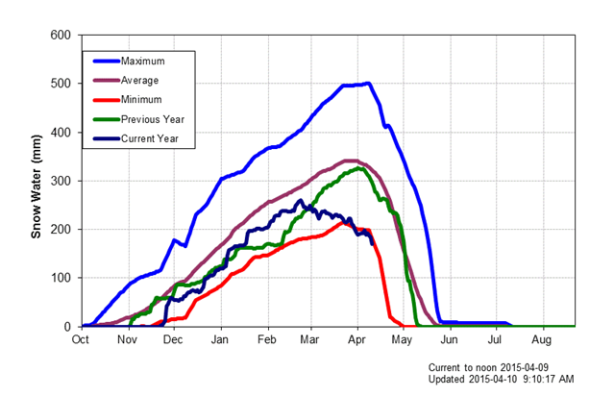 600
500
400
300
200
100
0
Snow Water (mm)
Maximum
Average
Minimum
Previous Year
Current Year
Oct Nov Dec Jan Feb Mar Apr May Jun Jul Aug
Current to noon 2015-04-09
Updated 2015-04-10 9:10:17 AM